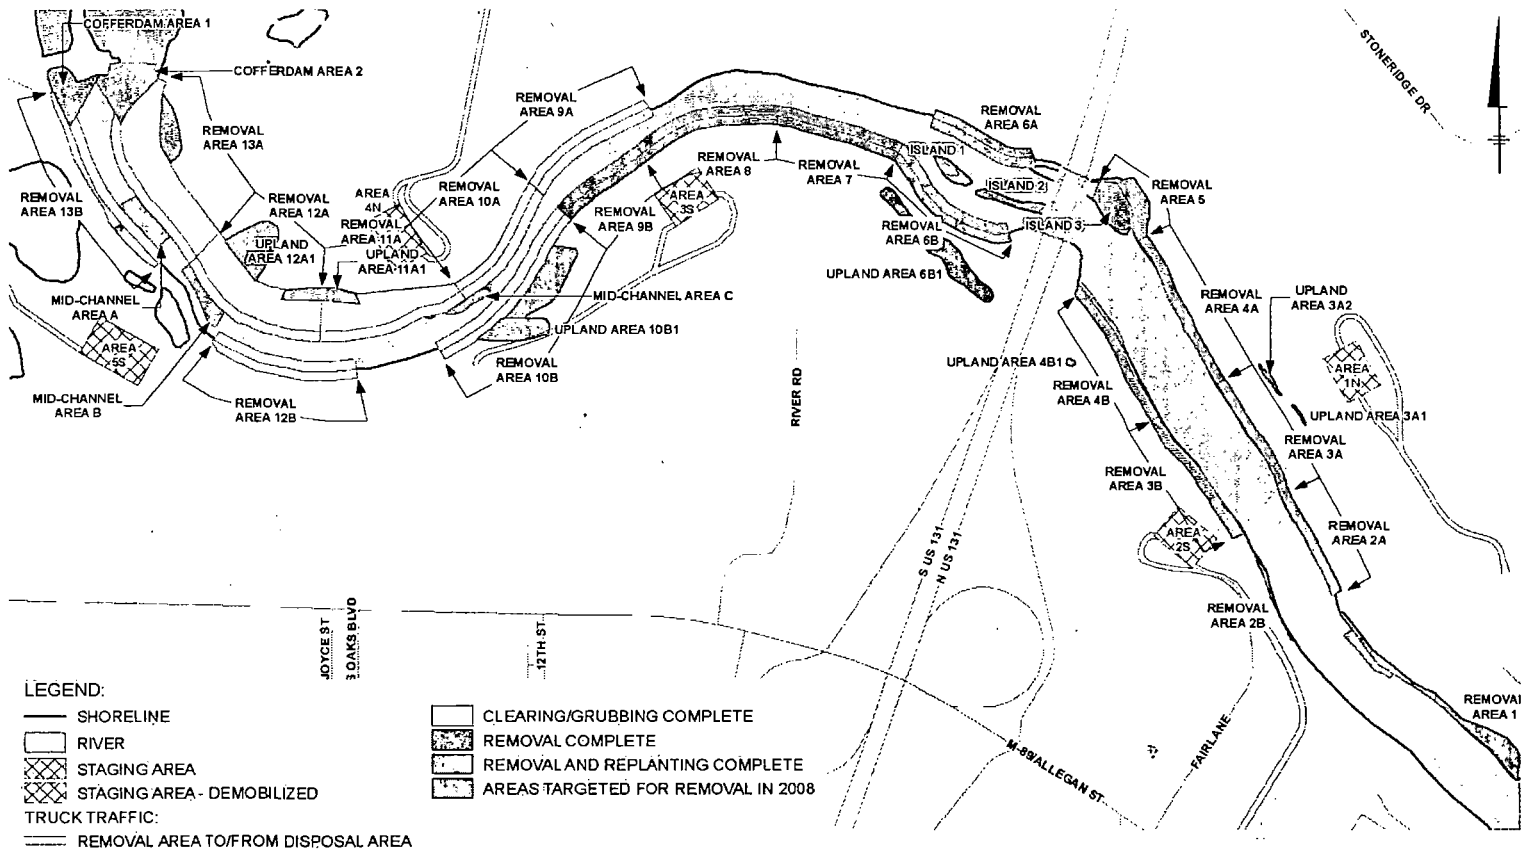 COFFERDAM AREA 1
COFFERDAM AREA 2
REMOVAL
AREA 13A
REMOVAL
AREA 9A
REMOVAL
AREA 6A
STONERIDGE DR
REMOVAL
AREA 13B
REMOVAL
AREA 12A
AREA
4N
REMOVAL
AREA 10A
REMOVAL
AREA 11A
UPLAND
AREA 12A1
UPLAND
AREA 11A1
REMOVAL
AREA 8
REMOVAL
AREA 7
ISLAND 1
ISLAND 2
ISLAND 3
REMOVAL
AREA 5
AREA
3S
REMOVAL
AREA 9B
REMOVAL
AREA 6B
UPLAND AREA 6B1
MID-CHANNEL
AREA A
MID-CHANNEL AREA C
UPLAND AREA 10B1
REMOVAL
AREA 10B
AREA
5S
MID-CHANNEL
AREA B
REMOVAL
AREA 12B
RIVER RD
UPLAND AREA 4B1
REMOVAL
AREA 4B
REMOVAL
AREA 4A
UPLAND
AREA 3A2
AREA
1N
UPLAND AREA 3A1
REMOVAL
AREA 3A
REMOVAL
AREA 3B
REMOVAL
AREA 2A
AREA
2S
S US 131
N US 131
REMOVAL
AREA 2B
REMOVAL
AREA 1
JOYCE ST
S OAKS BLVD
12TH ST
M-89/ALLEGAN ST
FAIRLANE
LEGEND:
SHORELINE
RIVER
STAGING AREA
STAGING AREA - DEMOBILIZED
TRUCK TRAFFIC:
REMOVAL AREA TO/FROM DISPOSAL AREA
CLEARING/GRUBBING COMPLETE
REMOVAL COMPLETE
REMOVAL AND REPLANTING COMPLETE
AREAS TARGETED FOR REMOVAL IN 2008